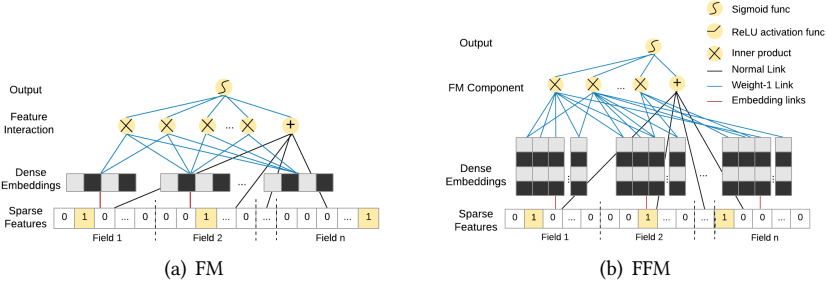 Output
Feature
Interaction
...
+
Dense
Embeddings
...
Sparse
Features
0 1 0 ... 0 0 0 1 0 ... 0 ... 0 0 0 ... 1
Field 1 Field 2 Field n
(a) FM
Sigmoid func
ReLU activation func
Inner product
Normal Link
Weight-1 Link
Embedding links
Output
FM Component
...
+
Dense
Embeddings
...
Sparse
Features
0 1 0 ... 0 0 0 1 0 ... ... 1 0 0 ... 0
Field 1 Field 2 Field n
(b) FFM